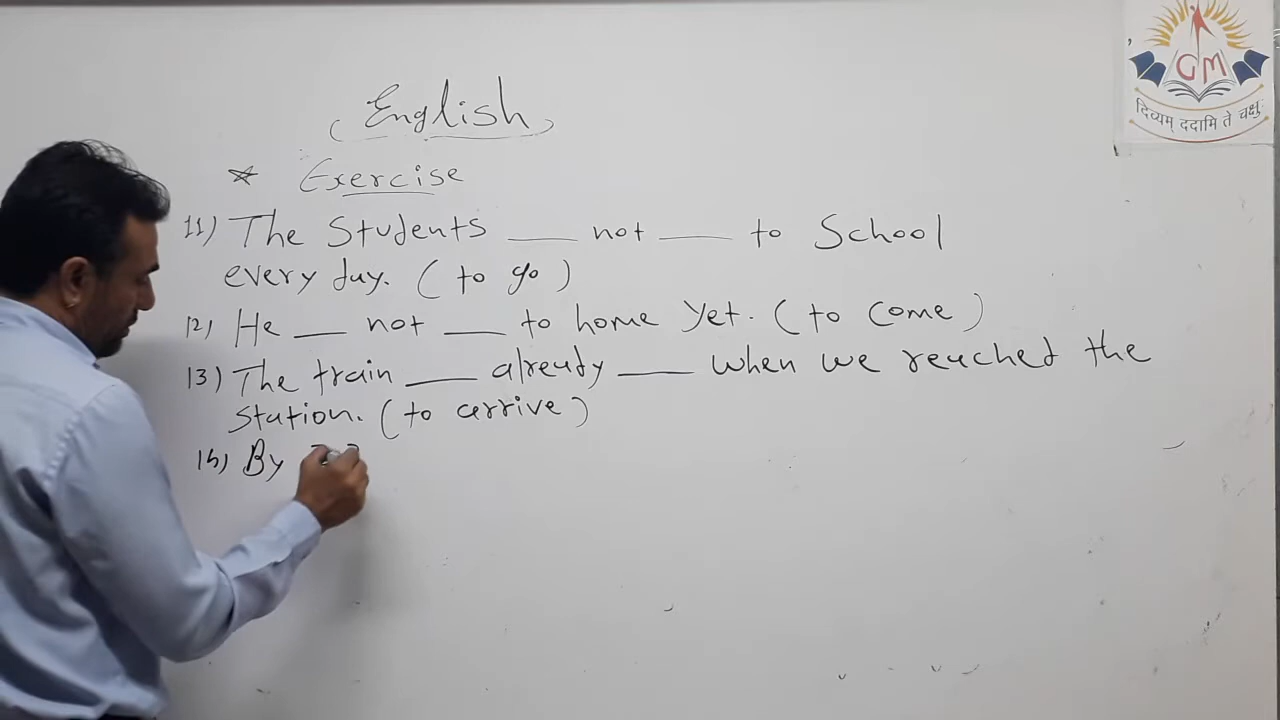 GM
दिव्यम् ददामि ते चक्षुः
( English )
* Exercise
11) The Students ___ not ___ to School
every day. (to go)
12) He ___ not ___ to home yet. (to come)
13) The train ___ already ___ when we reached the
station. (to arrive)
14) By